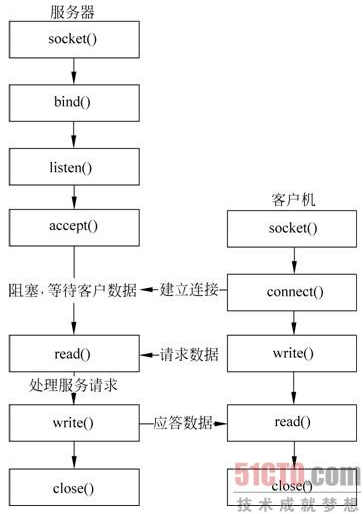 服务器
socket()
bind()
listen()
accept()
客户机
socket()
阻塞,等待客户数据
建立连接
connect()
read()
请求数据
write()
处理服务请求
write()
应答数据
read()
close()
close()
51CTO.com
技术成就梦想